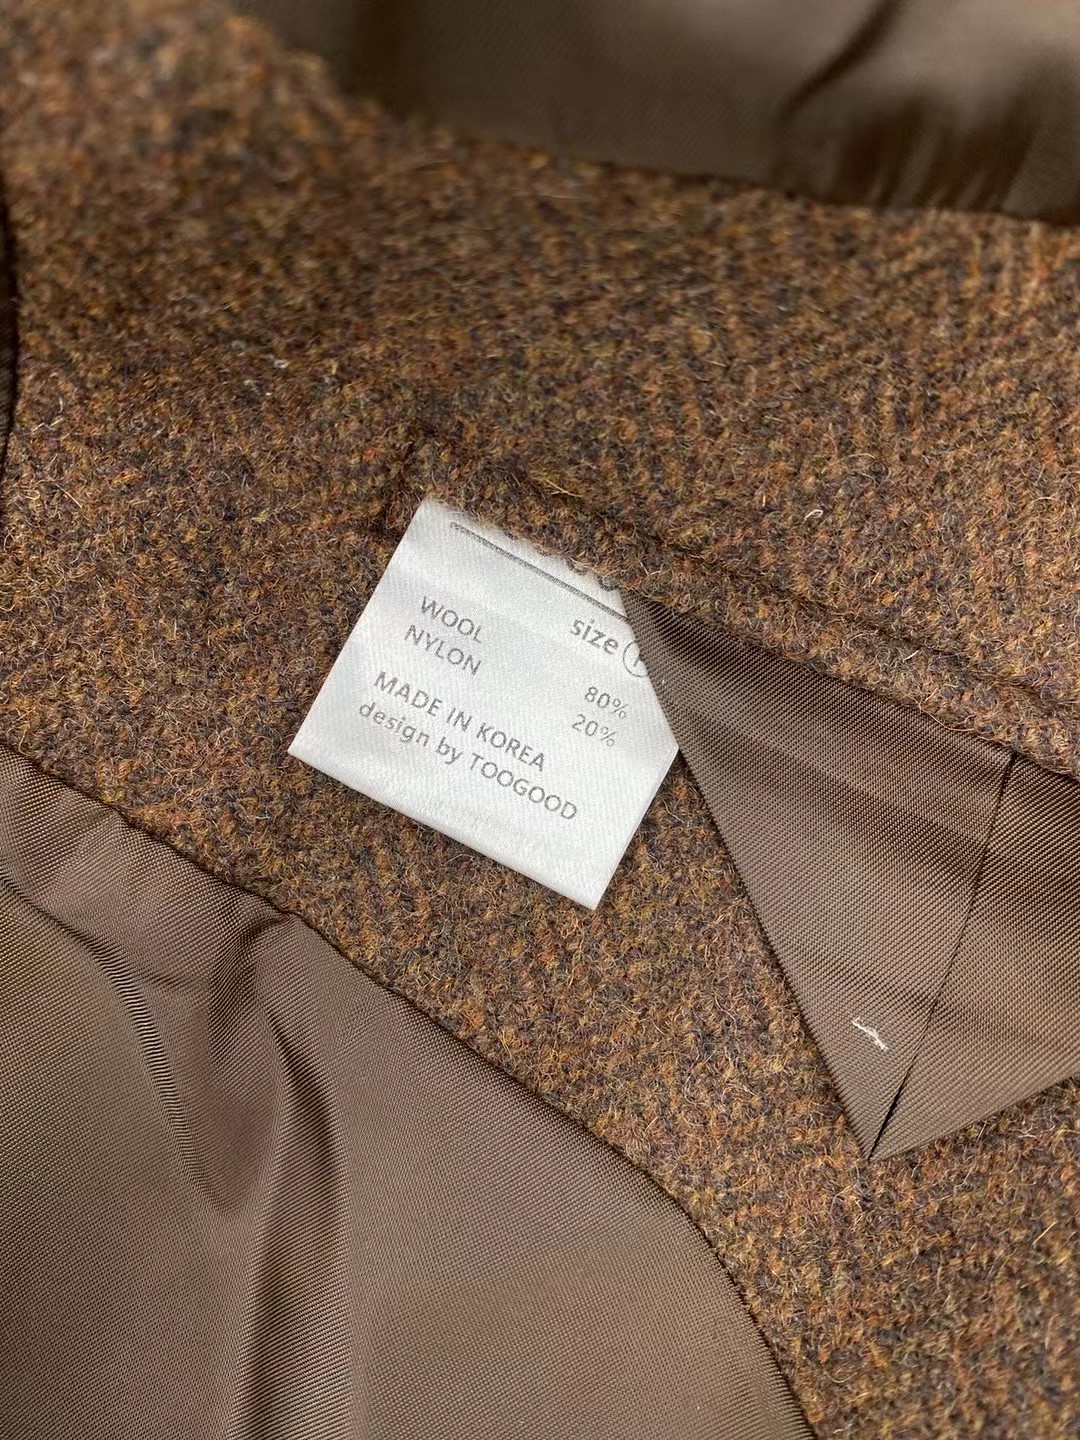 size
WOOL 80%
NYLON 20%
MADE IN KOREA
design by TOOGOOD